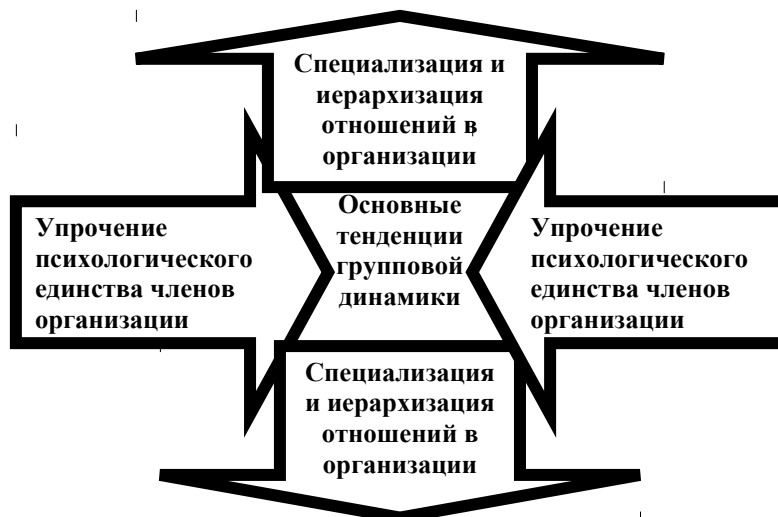 Специализация и
иерархизация
отношений в
организации
Упрочение
психологического
единства членов
организации
Основные
тенденции
групповой
динамики
Упрочение
психологического
единства членов
организации
Специализация
и иерархизация
отношений в
организации